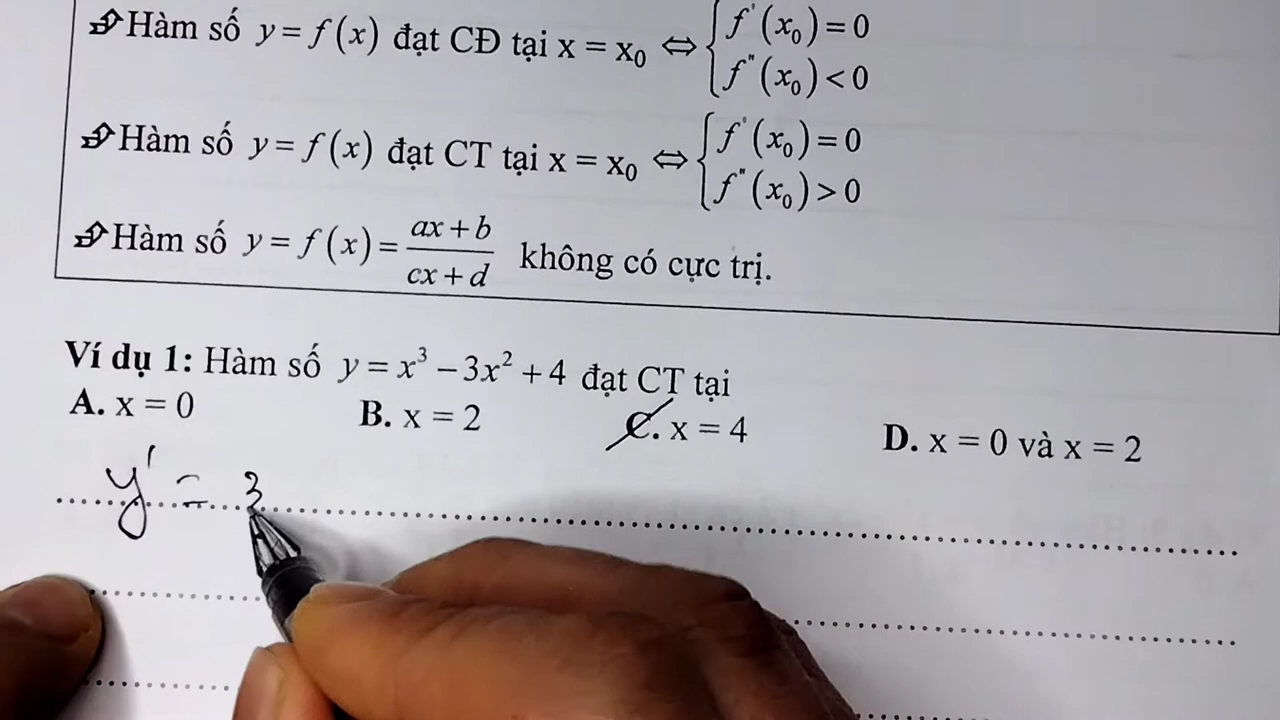 Hàm số y = f(x) đạt CĐ tại x = x₀ ⇔ { f'(x₀) = 0
f''(x₀) < 0
Hàm số y = f(x) đạt CT tại x = x₀ ⇔ { f'(x₀) = 0
f''(x₀) > 0
Hàm số y = f(x) = (ax + b)/(cx + d) không có cực trị.
Ví dụ 1: Hàm số y = x³ − 3x² + 4 đạt CT tại
A. x = 0 B. x = 2 C. x = 4 D. x = 0 và x = 2
y' = 3